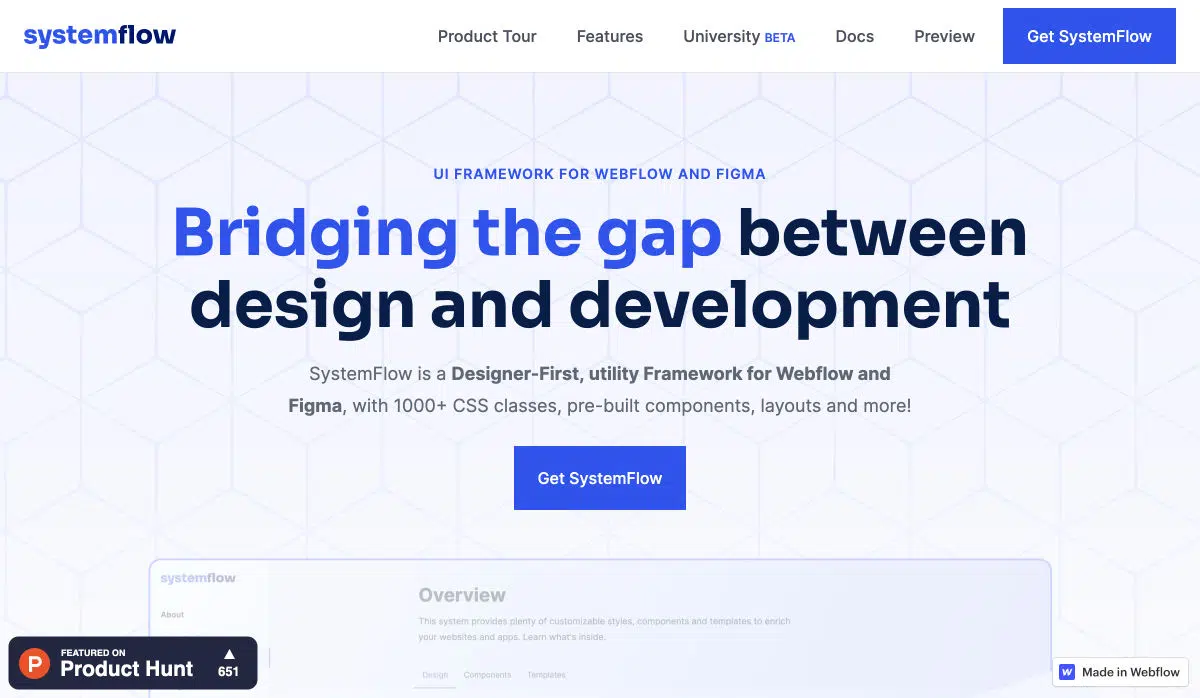 systemflow
Product Tour
Features
University BETA
Docs
Preview
Get SystemFlow
UI FRAMEWORK FOR WEBFLOW AND FIGMA
Bridging the gap between
design and development
SystemFlow is a Designer-First, utility Framework for Webflow and
Figma, with 1000+ CSS classes, pre-built components, layouts and more!
Get SystemFlow
systemflow
About
Overview
This system provides plenty of customizable styles, components and templates to enrich
your websites and apps. Learn what's inside.
Design
Components
Templates
P
FEATURED ON
Product Hunt
▲
651
W
Made in Webflow